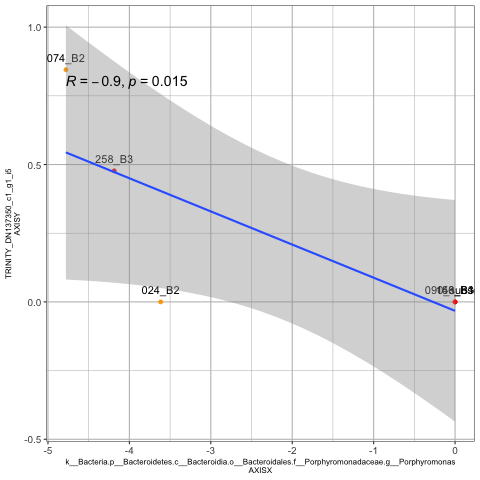 1.0
074_B2
R = −0.9, p = 0.015
0.5
258_B3
024_B2
0.0
-0.5
TRINITY_DN137350_c1_g1_i5
AXISY
-5
-4
-3
-2
-1
0
k__Bacteria.p__Bacteroidetes.c__Bacteroidia.o__Bacteroidales.f__Porphyromonadaceae.g__Porphyromonas
AXISX